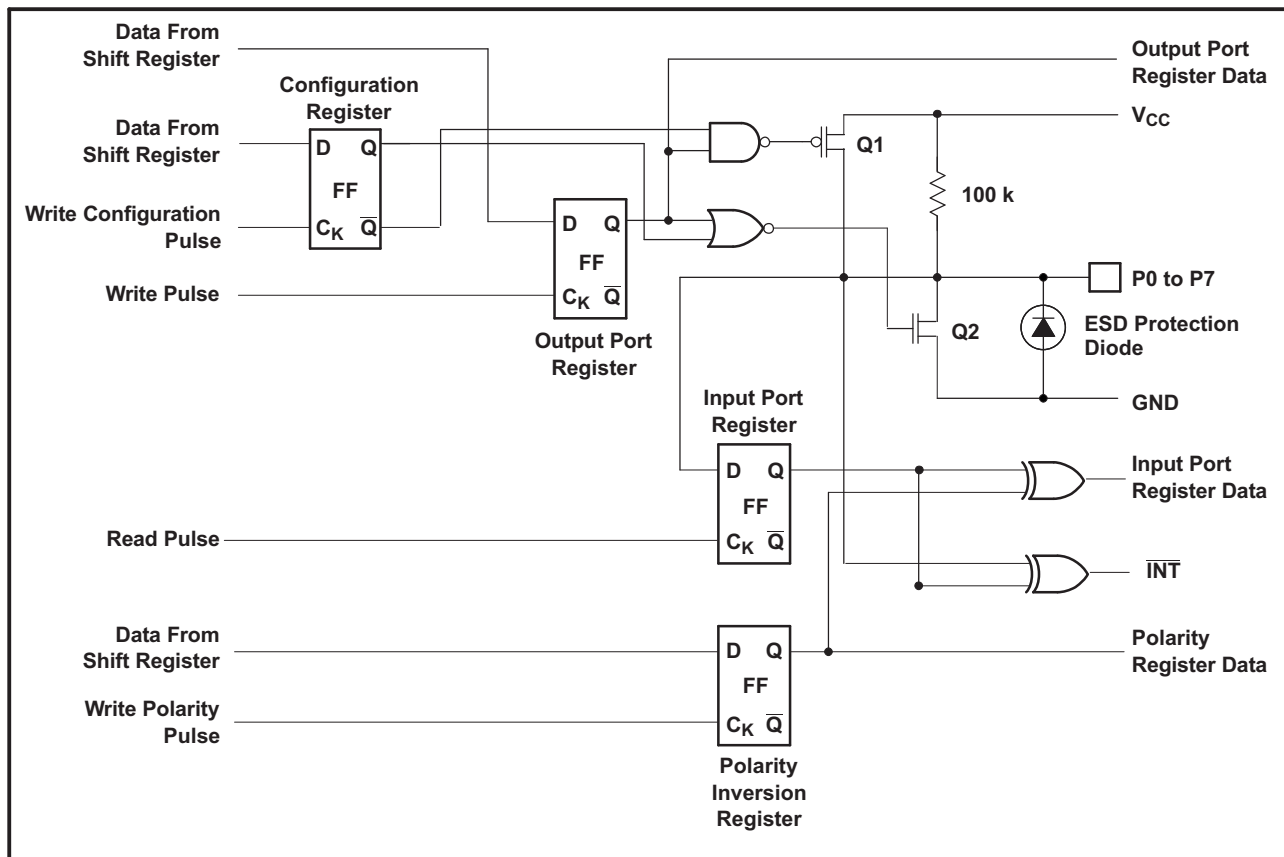 Data From
Shift Register
Output Port
Register Data
Configuration
Register
VCC
Data From
Shift Register
D Q
Q1
FF
100 k
Write Configuration
Pulse
CK Q
D Q
FF
P0 to P7
Write Pulse
CK Q
Q2
ESD Protection
Diode
Output Port
Register
Input Port
Register
GND
D Q
Input Port
Register Data
FF
Read Pulse
CK Q
INT
Data From
Shift Register
D Q
Polarity
Register Data
FF
Write Polarity
Pulse
CK Q
Polarity
Inversion
Register